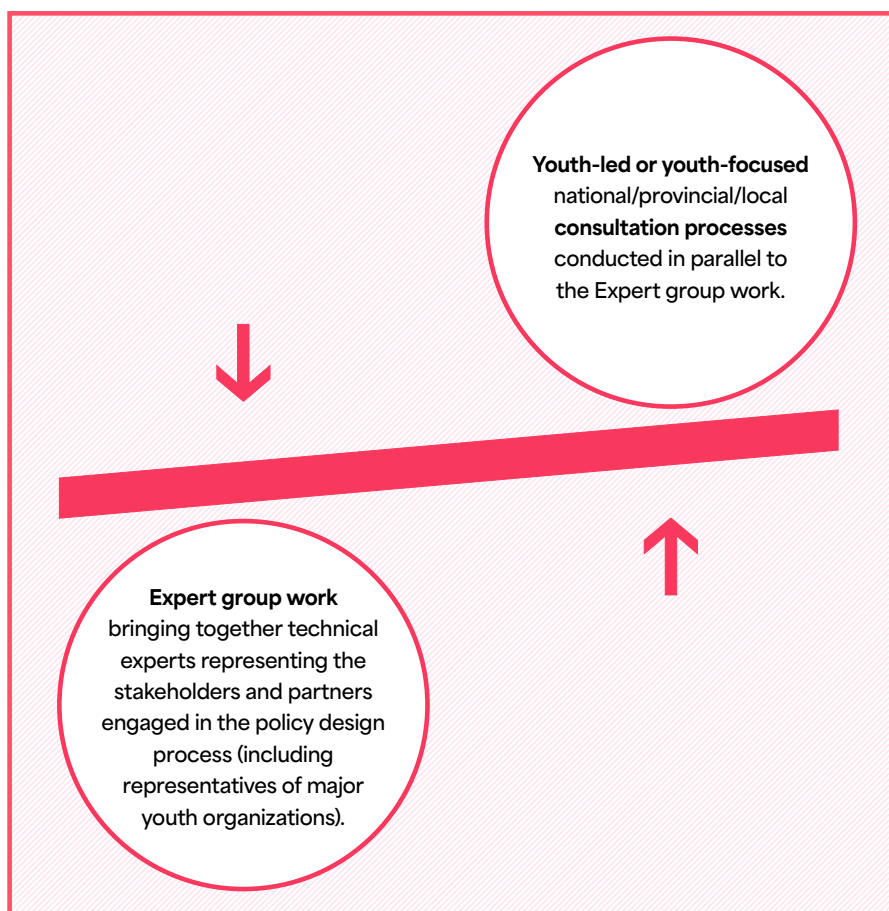 Youth-led or youth-focused
national/provincial/local
consultation processes
conducted in parallel to
the Expert group work.
Expert group work
bringing together technical
experts representing the
stakeholders and partners
engaged in the policy design
process (including
representatives of major
youth organizations).